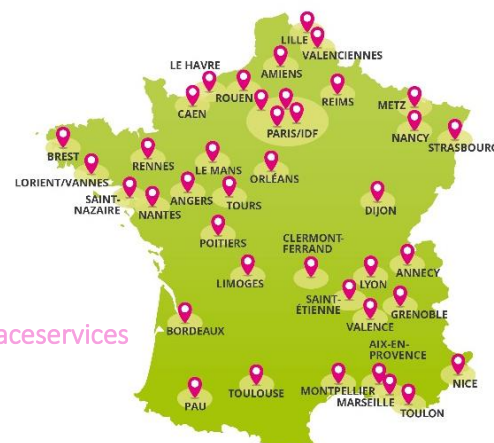 LILLE
VALENCIENNES
AMIENS
LE HAVRE
ROUEN
CAEN
REIMS
METZ
PARIS/IDF
NANCY
STRASBOURG
BREST
RENNES
LE MANS
ORLÉANS
LORIENT/VANNES
SAINT-
NAZAIRE
NANTES
ANGERS
TOURS
DIJON
POITIERS
CLERMONT-
FERRAND
LIMOGES
LYON
ANNECY
SAINT-
ÉTIENNE
GRENOBLE
VALENCE
BORDEAUX
aceservices
AIX-EN-
PROVENCE
NICE
PAU
TOULOUSE
MONTPELLIER
MARSEILLE
TOULON